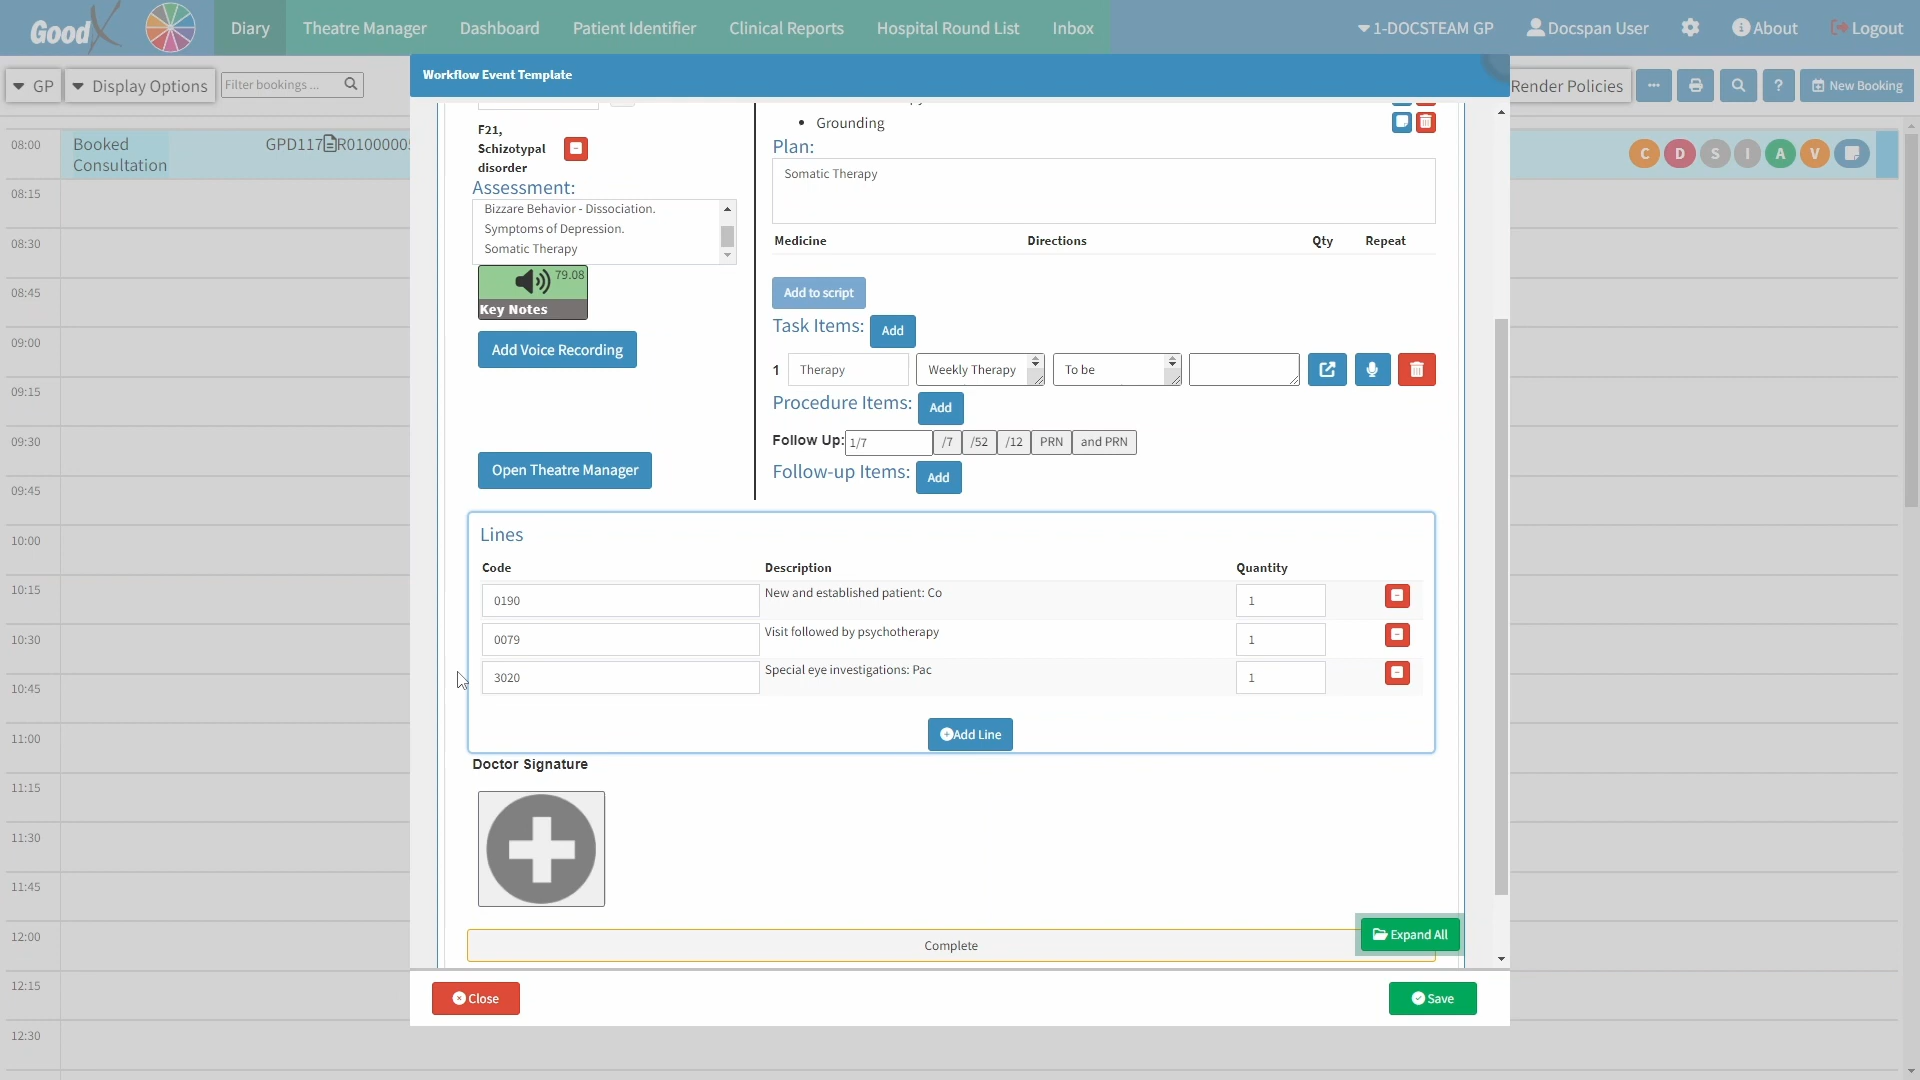 GoodX
Diary
Theatre Manager
Dashboard
Patient Identifier
Clinical Reports
Hospital Round List
Inbox
1-DOCSTEAM GP
Docspan User
About
Logout
GP
Display Options
Filter bookings ...
Render Policies
New Booking
Workflow Event Template
08:00
Booked Consultation
GPD117
R0100000
C
D
S
I
A
V
08:15
08:30
08:45
09:00
09:15
09:30
09:45
10:00
10:15
10:30
10:45
11:00
11:15
11:30
11:45
12:00
12:15
12:30
F21,
Schizotypal
disorder
Assessment:
Bizzare Behavior - Dissociation.
Symptoms of Depression.
Somatic Therapy
79.08
Key Notes
Add Voice Recording
Open Theatre Manager
• Grounding
Plan:
Somatic Therapy
Medicine Directions Qty Repeat
Add to script
Task Items: Add
1 Therapy Weekly Therapy To be
Procedure Items: Add
Follow Up: 1/7 /7 /52 /12 PRN and PRN
Follow-up Items: Add
Lines
Code Description Quantity
0190 New and established patient: Co 1
0079 Visit followed by psychotherapy 1
3020 Special eye investigations: Pac 1
Add Line
Doctor Signature
Complete
Expand All
Close
Save